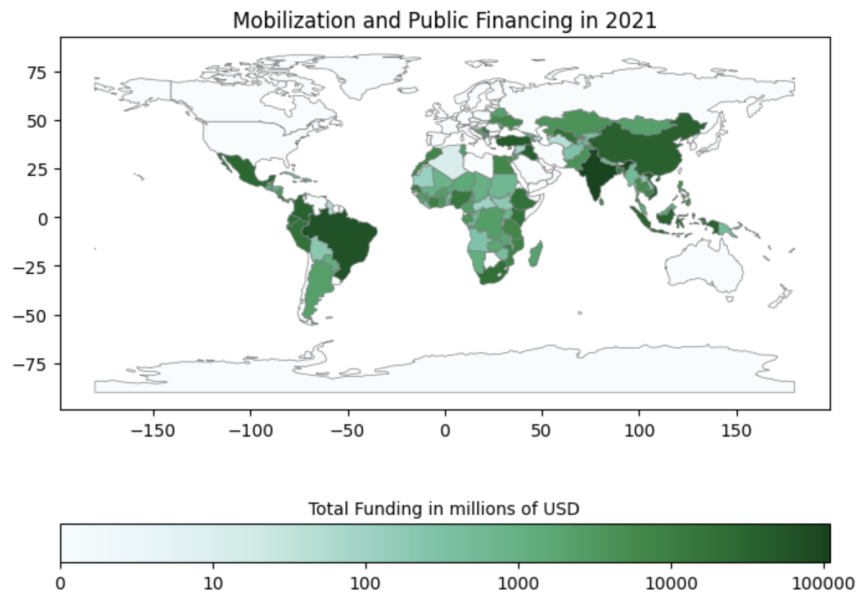 Mobilization and Public Financing in 2021
75
50
25
0
−25
−50
−75
−150 −100 −50 0 50 100 150
Total Funding in millions of USD
0 10 100 1000 10000 100000